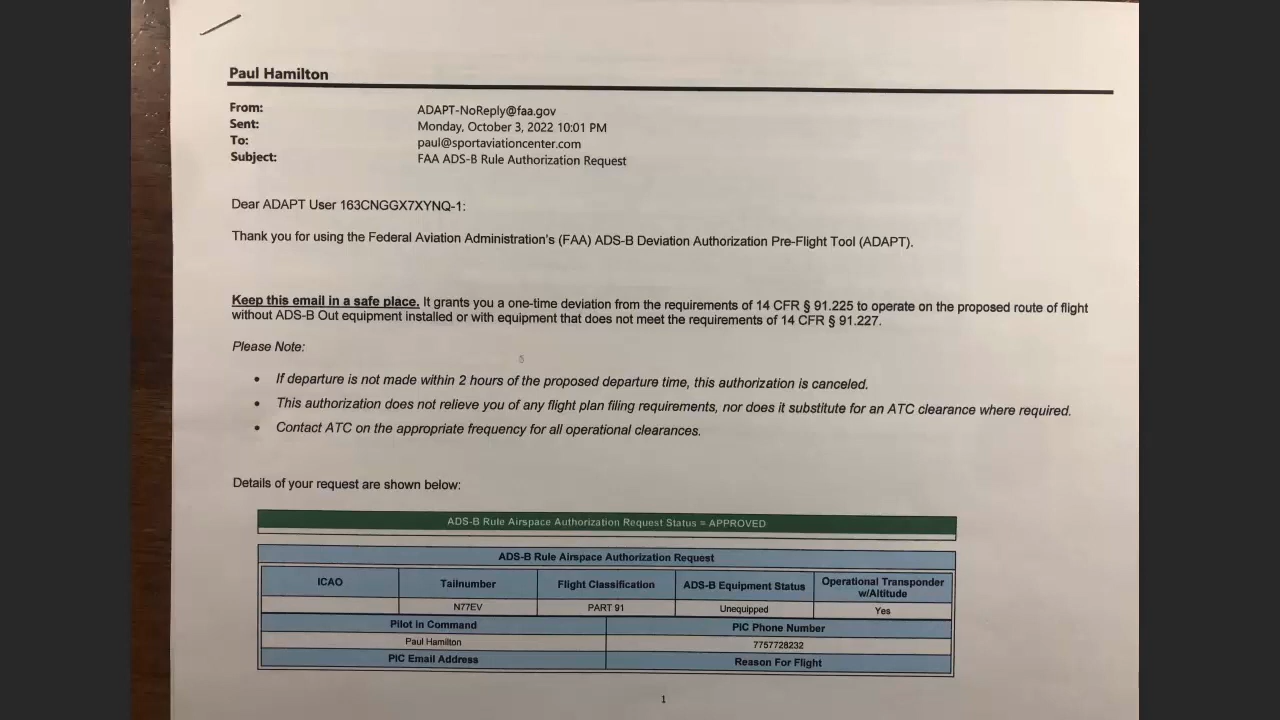 Paul Hamilton
From: ADAPT-NoReply@faa.gov
Sent: Monday, October 3, 2022 10:01 PM
To: paul@sportaviationcenter.com
Subject: FAA ADS-B Rule Authorization Request
Dear ADAPT User 163CNGGX7XYNQ-1:
Thank you for using the Federal Aviation Administration's (FAA) ADS-B Deviation Authorization Pre-Flight Tool (ADAPT).
Keep this email in a safe place. It grants you a one-time deviation from the requirements of 14 CFR § 91.225 to operate on the proposed route of flight
without ADS-B Out equipment installed or with equipment that does not meet the requirements of 14 CFR § 91.227.
Please Note:
• If departure is not made within 2 hours of the proposed departure time, this authorization is canceled.
• This authorization does not relieve you of any flight plan filing requirements, nor does it substitute for an ATC clearance where required.
• Contact ATC on the appropriate frequency for all operational clearances.
Details of your request are shown below:
ADS-B Rule Airspace Authorization Request Status = APPROVED
ADS-B Rule Airspace Authorization Request
ICAO Tailnumber Flight Classification ADS-B Equipment Status Operational Transponder
w/Altitude
N77EV PART 91 Unequipped Yes
Pilot in Command PIC Phone Number
Paul Hamilton 7757728232
PIC Email Address Reason For Flight
1